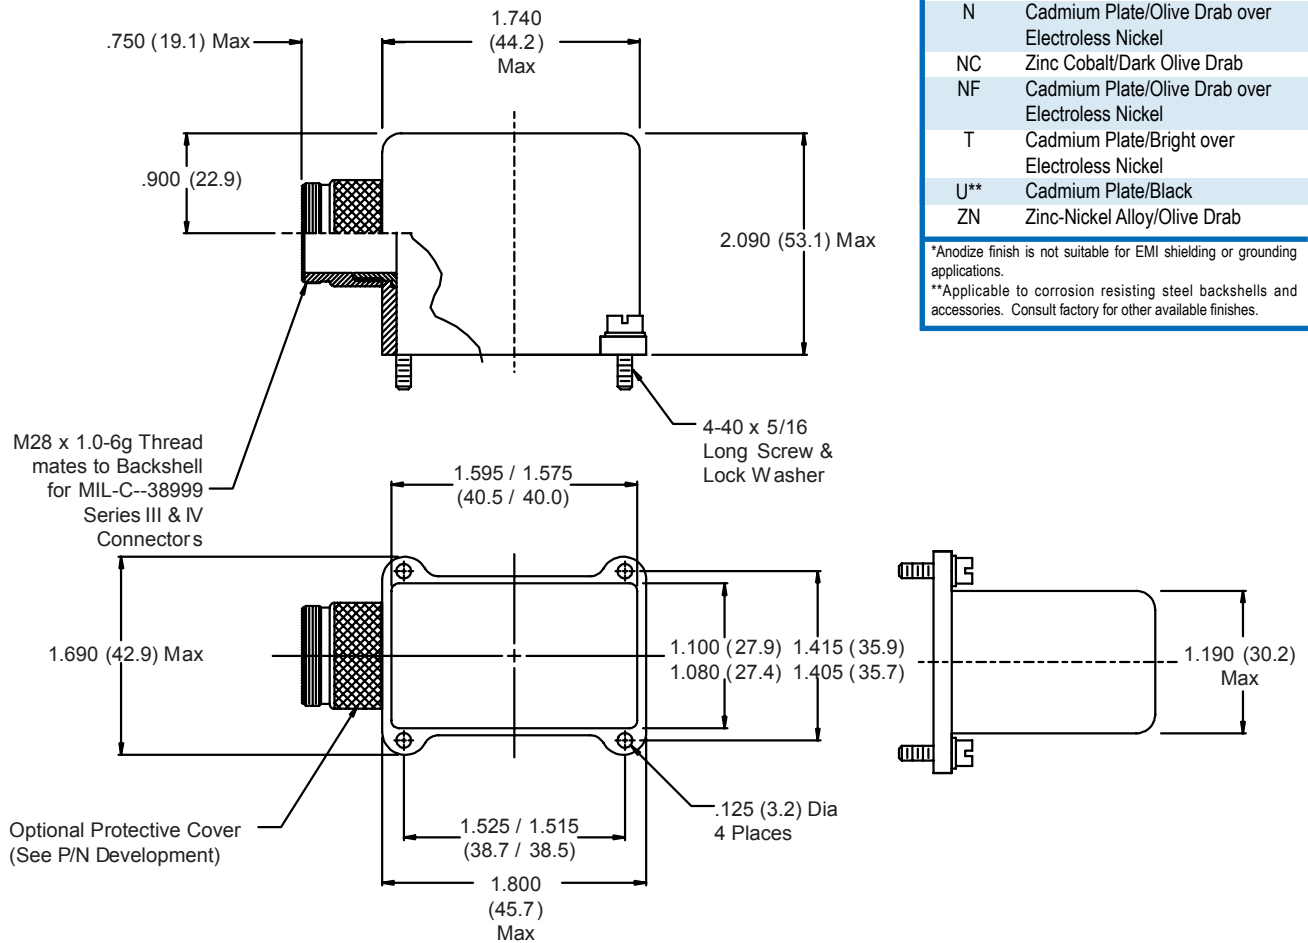 1.740
(44.2)
Max
.750 (19.1) Max
.900 (22.9)
2.090 (53.1) Max
M28 x 1.0-6g Thread
mates to Backshell
for MIL-C--38999
Series III & IV
Connectors
4-40 x 5/16
Long Screw &
Lock Washer
1.595 / 1.575
(40.5 / 40.0)
1.690 (42.9) Max
1.100 (27.9)
1.080 (27.4)
1.415 (35.9)
1.405 (35.7)
1.190 (30.2)
Max
Optional Protective Cover
(See P/N Development)
1.525 / 1.515
(38.7 / 38.5)
.125 (3.2) Dia
4 Places
1.800
(45.7)
Max
N Cadmium Plate/Olive Drab over
Electroless Nickel
NC Zinc Cobalt/Dark Olive Drab
NF Cadmium Plate/Olive Drab over
Electroless Nickel
T Cadmium Plate/Bright over
Electroless Nickel
U** Cadmium Plate/Black
ZN Zinc-Nickel Alloy/Olive Drab
*Anodize finish is not suitable for EMI shielding or grounding
applications.
**Applicable to corrosion resisting steel backshells and
accessories. Consult factory for other available finishes.